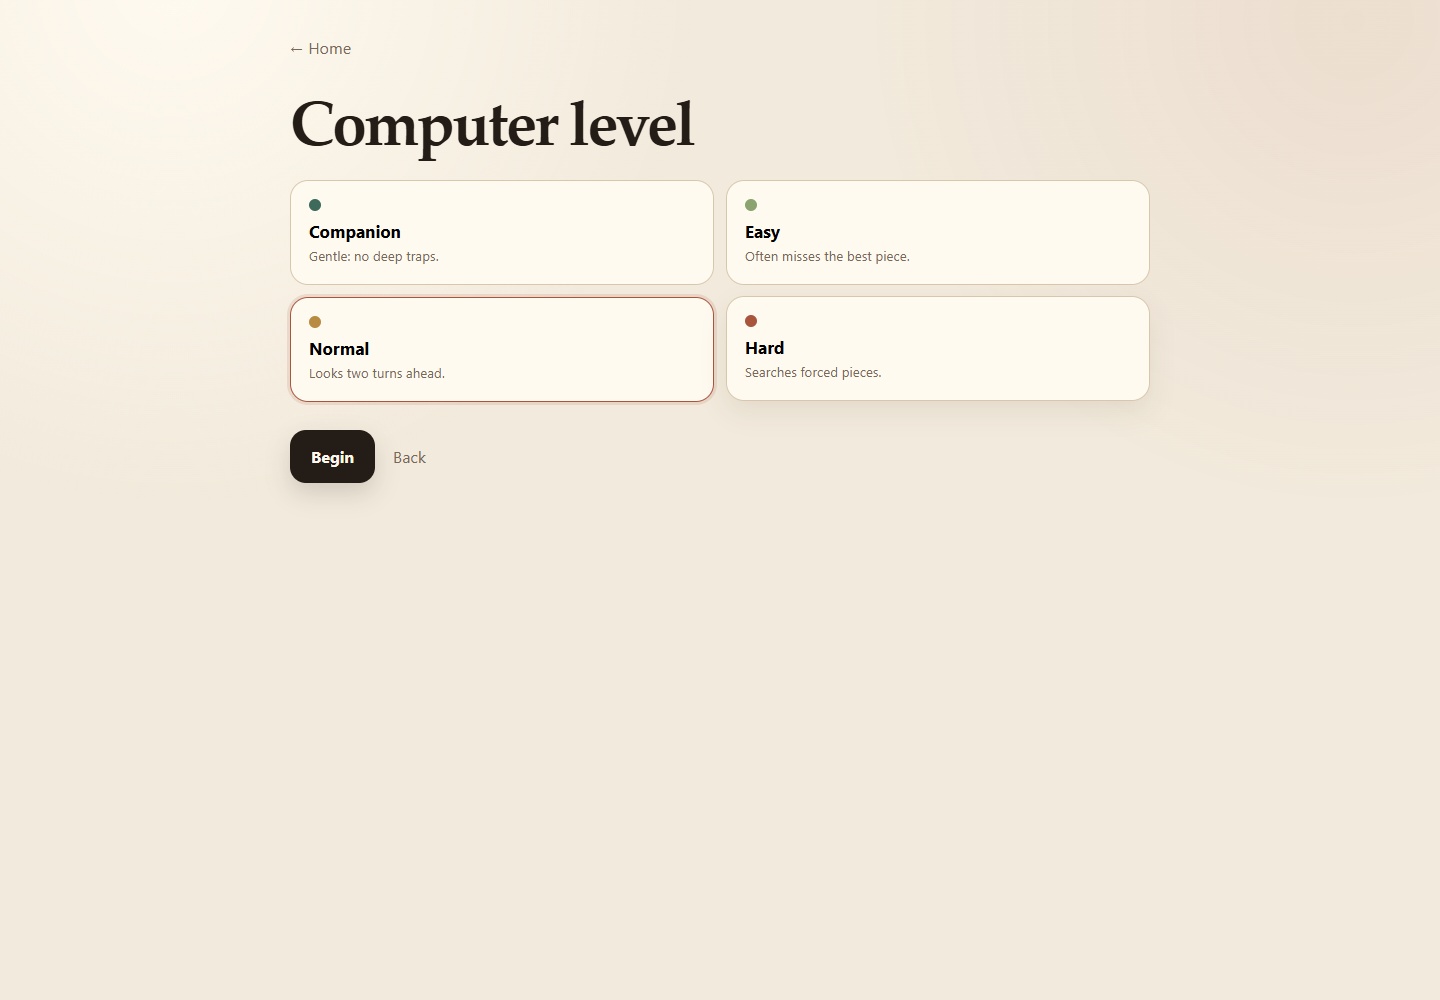 ← Home
Computer level
Companion
Gentle: no deep traps.
Easy
Often misses the best piece.
Normal
Looks two turns ahead.
Hard
Searches forced pieces.
Begin
Back